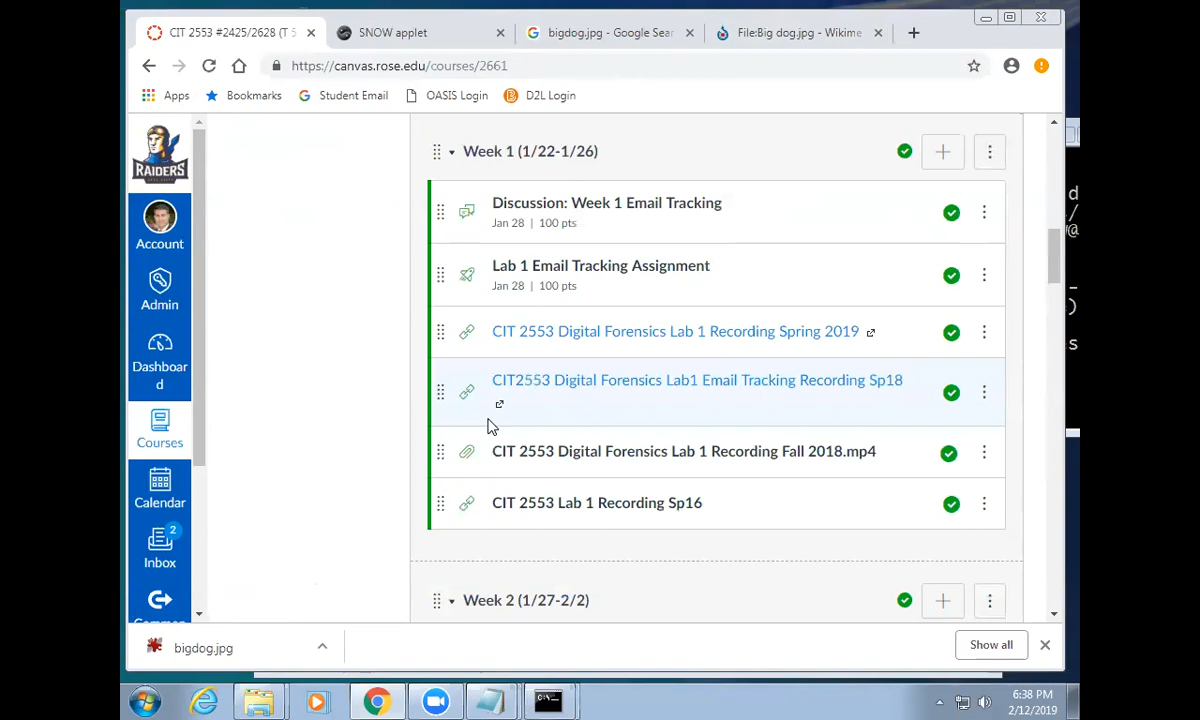 CIT 2553 #2425/2628 (T S
SNOW applet
bigdog.jpg - Google Sear
File:Big dog.jpg - Wikime
https://canvas.rose.edu/courses/2661
Apps
Bookmarks
Student Email
OASIS Login
D2L Login
RAIDERS
Account
Admin
Dashboar
d
Courses
Calendar
2
Inbox
Week 1 (1/22-1/26)
Discussion: Week 1 Email Tracking
Jan 28 | 100 pts
Lab 1 Email Tracking Assignment
Jan 28 | 100 pts
CIT 2553 Digital Forensics Lab 1 Recording Spring 2019
CIT2553 Digital Forensics Lab1 Email Tracking Recording Sp18
CIT 2553 Digital Forensics Lab 1 Recording Fall 2018.mp4
CIT 2553 Lab 1 Recording Sp16
Week 2 (1/27-2/2)
bigdog.jpg
Show all
6:38 PM
2/12/2019